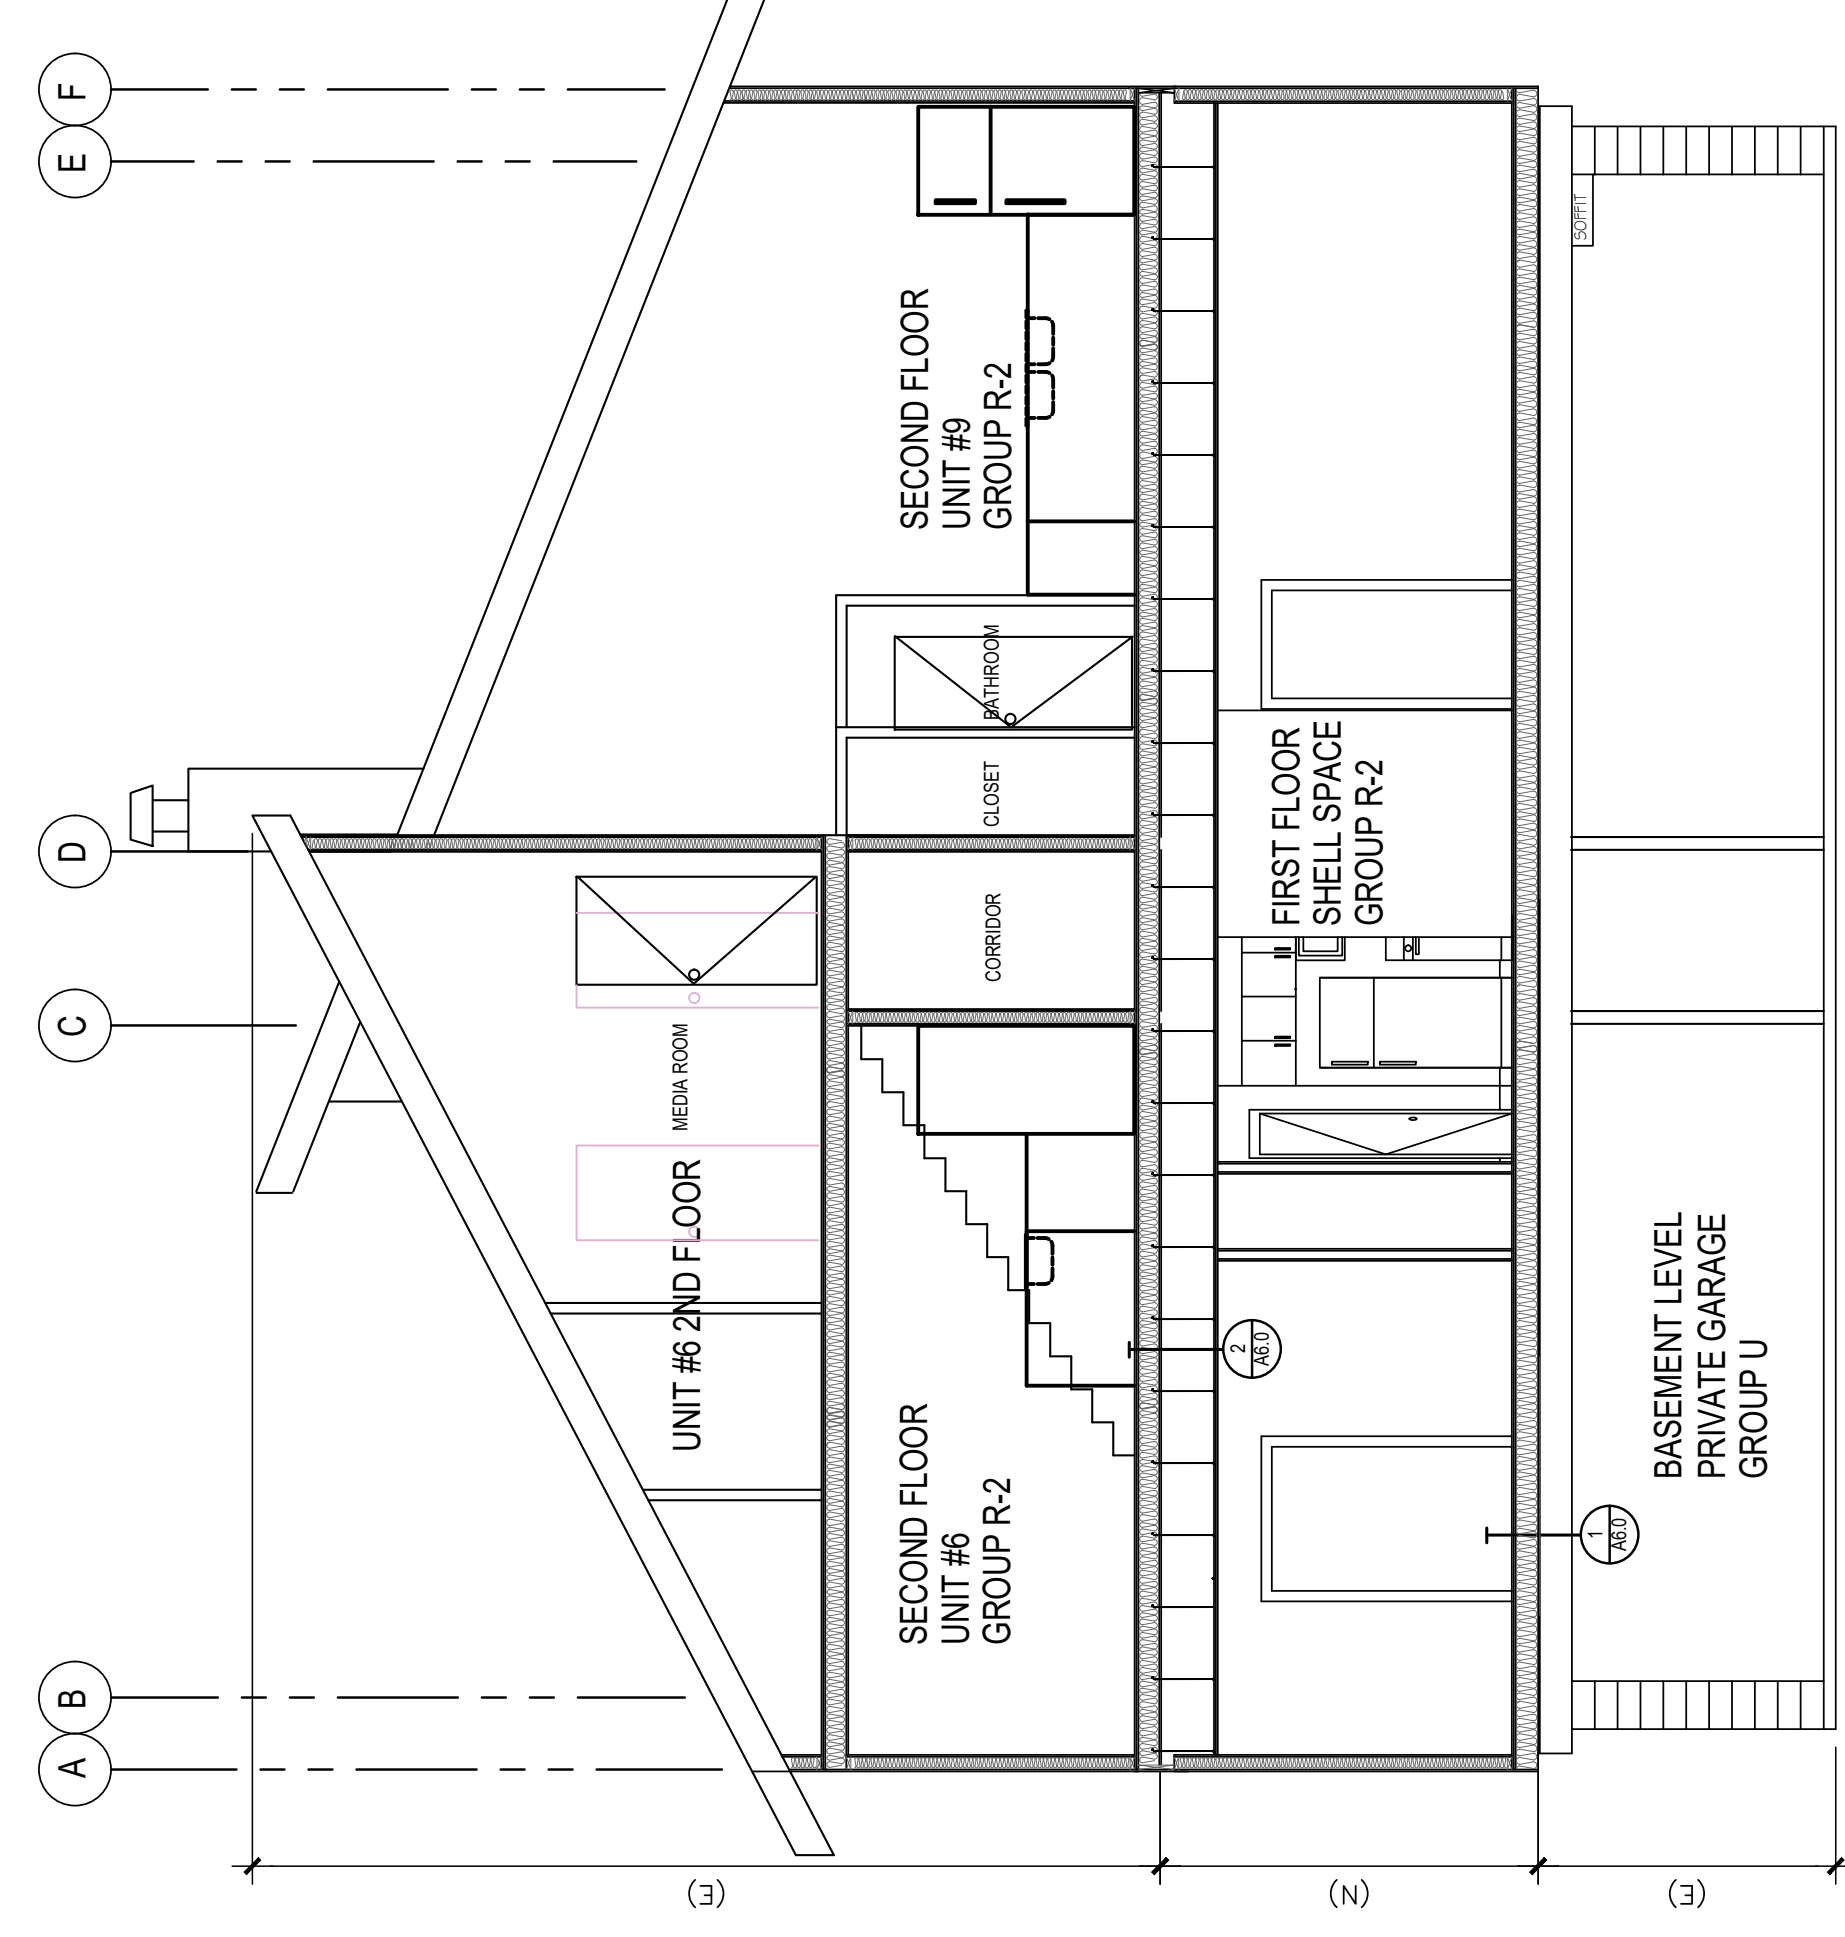 A
B
C
D
E
F
UNIT #6 2ND FLOOR
MEDIA ROOM
SECOND FLOOR
UNIT #6
GROUP R-2
CORRIDOR
CLOSET
BATHROOM
SECOND FLOOR
UNIT #9
GROUP R-2
2
A6.0
FIRST FLOOR
SHELL SPACE
GROUP R-2
1
A6.0
BASEMENT LEVEL
PRIVATE GARAGE
GROUP U
SOFFIT
(E)
(N)
(E)